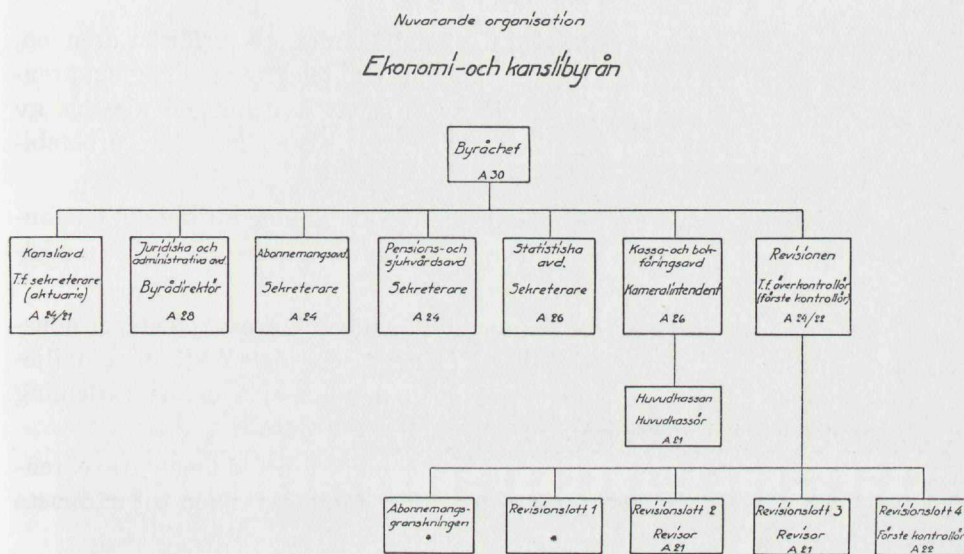 Nuvarande organisation
Ekonomi- och kanslibyrån
Byråchef
A 30
Kansliavd.
T.f. sekreterare
(aktuarie)
A 24/21
Juridiska och
administrativa avd.
Byrådirektör
A 28
Abonnemangsavd.
Sekreterare
A 24
Pensions- och
sjukvårdsavd
Sekreterare
A 24
Statistiska
avd.
Sekreterare
A 26
Kassa- och bok-
föringsavd
Kameralintendent
A 26
Revisionen
T.f. överkontrollör
(förste kontrollör)
A 24/22
Huvudkassan
Huvudkassör
A 21
Abonnemangs-
granskningen
*
Revisionslott 1
*
Revisionslott 2
Revisor
A 21
Revisionslott 3
Revisor
A 21
Revisionslott 4
Förste kontrollör
A 22